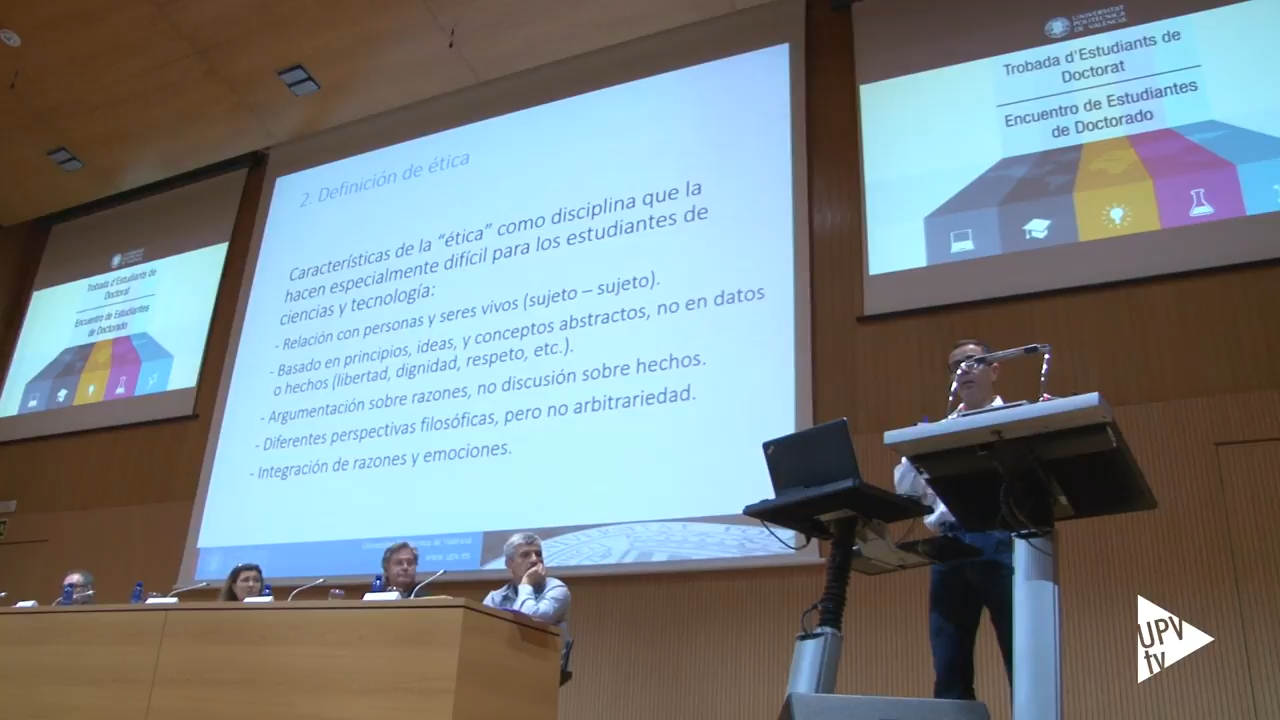 Trobada d'Estudiants de
Doctorat
Encuentro de Estudiantes
de Doctorado
2. Definición de ética
Características de la "ética" como disciplina que la
hacen especialmente difícil para los estudiantes de
ciencias y tecnología:
- Relación con personas y seres vivos (sujeto – sujeto).
- Basado en principios, ideas, y conceptos abstractos, no en datos
o hechos (libertad, dignidad, respeto, etc.).
- Argumentación sobre razones, no discusión sobre hechos.
- Diferentes perspectivas filosóficas, pero no arbitrariedad.
- Integración de razones y emociones.
www.upv.es
UNIVERSITAT
POLITÈCNICA
DE VALÈNCIA
Trobada d'Estudiants de
Doctorat
Encuentro de Estudiantes
de Doctorado
UPV
tv